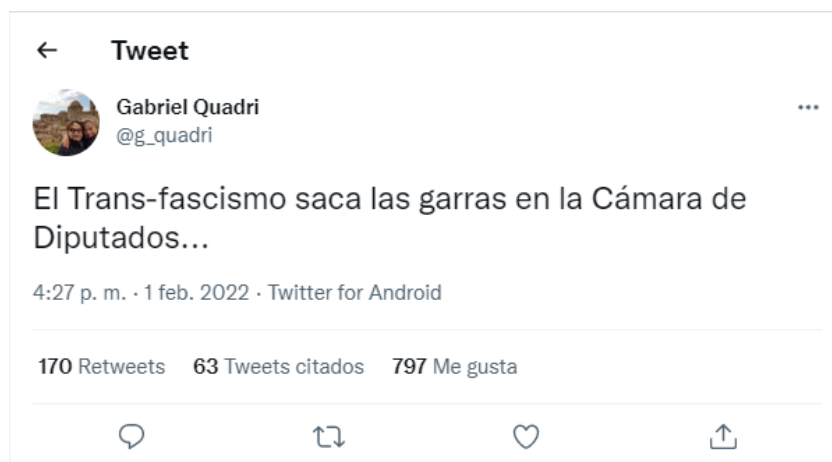 Tweet
Gabriel Quadri
@g_quadri
El Trans-fascismo saca las garras en la Cámara de
Diputados...
4:27 p. m. · 1 feb. 2022 · Twitter for Android
170 Retweets 63 Tweets citados 797 Me gusta